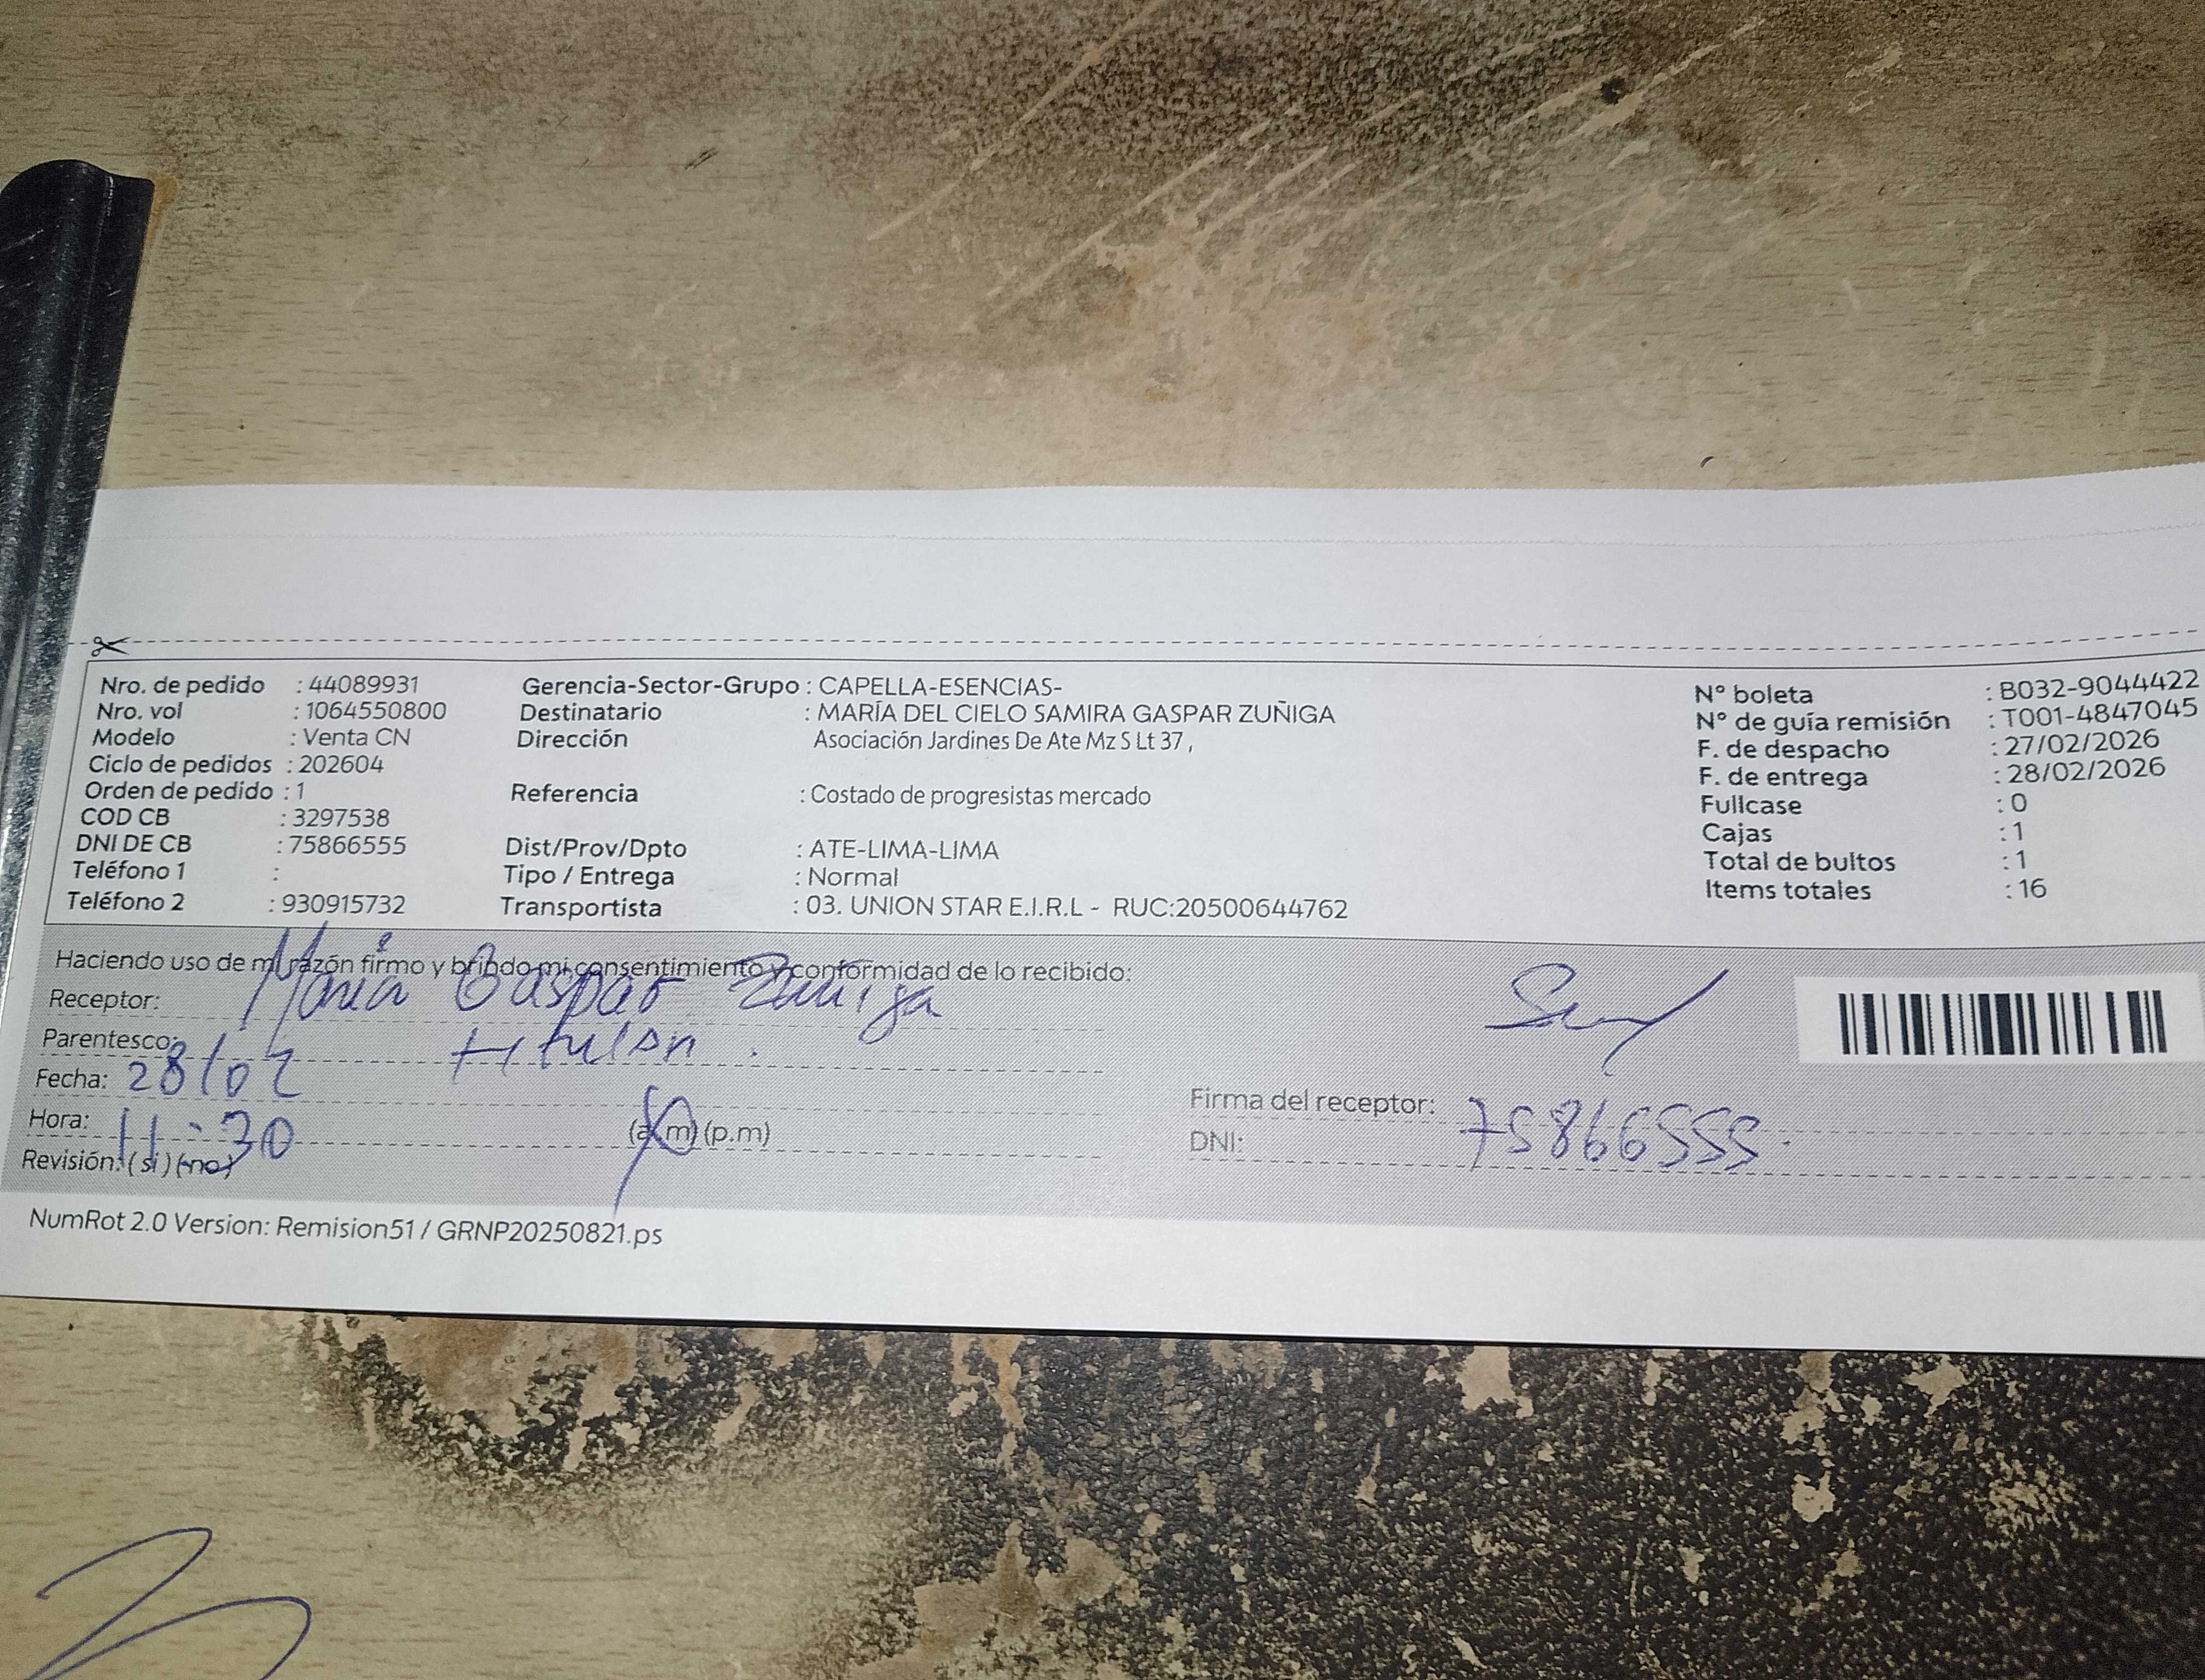 Nro. de pedido : 44089931
Nro. vol : 1064550800
Modelo : Venta CN
Ciclo de pedidos : 202604
Orden de pedido : 1
COD CB : 3297538
DNI DE CB : 75866555
Teléfono 1 :
Teléfono 2 : 930915732
Gerencia-Sector-Grupo : CAPELLA-ESENCIAS-
Destinatario : MARÍA DEL CIELO SAMIRA GASPAR ZUÑIGA
Dirección Asociación Jardines De Ate Mz S Lt 37 ,
Referencia : Costado de progresistas mercado
Dist/Prov/Dpto : ATE-LIMA-LIMA
Tipo / Entrega : Normal
Transportista : 03. UNION STAR E.I.R.L - RUC:20500644762
N° boleta : B032-9044422
N° de guía remisión : T001-4847045
F. de despacho : 27/02/2026
F. de entrega : 28/02/2026
Fullcase : 0
Cajas : 1
Total de bultos : 1
Items totales : 16
Haciendo uso de mi razón firmo y brindo mi consentimiento y conformidad de lo recibido:
Receptor: María Gaspar Zuñiga
Parentesco: titular.
Fecha: 28/02
Hora: 11:30 (a.m) (p.m)
Revisión: (si) (no)
Firma del receptor:
DNI: 75866555.
NumRot 2.0 Version: Remision51 / GRNP20250821.ps